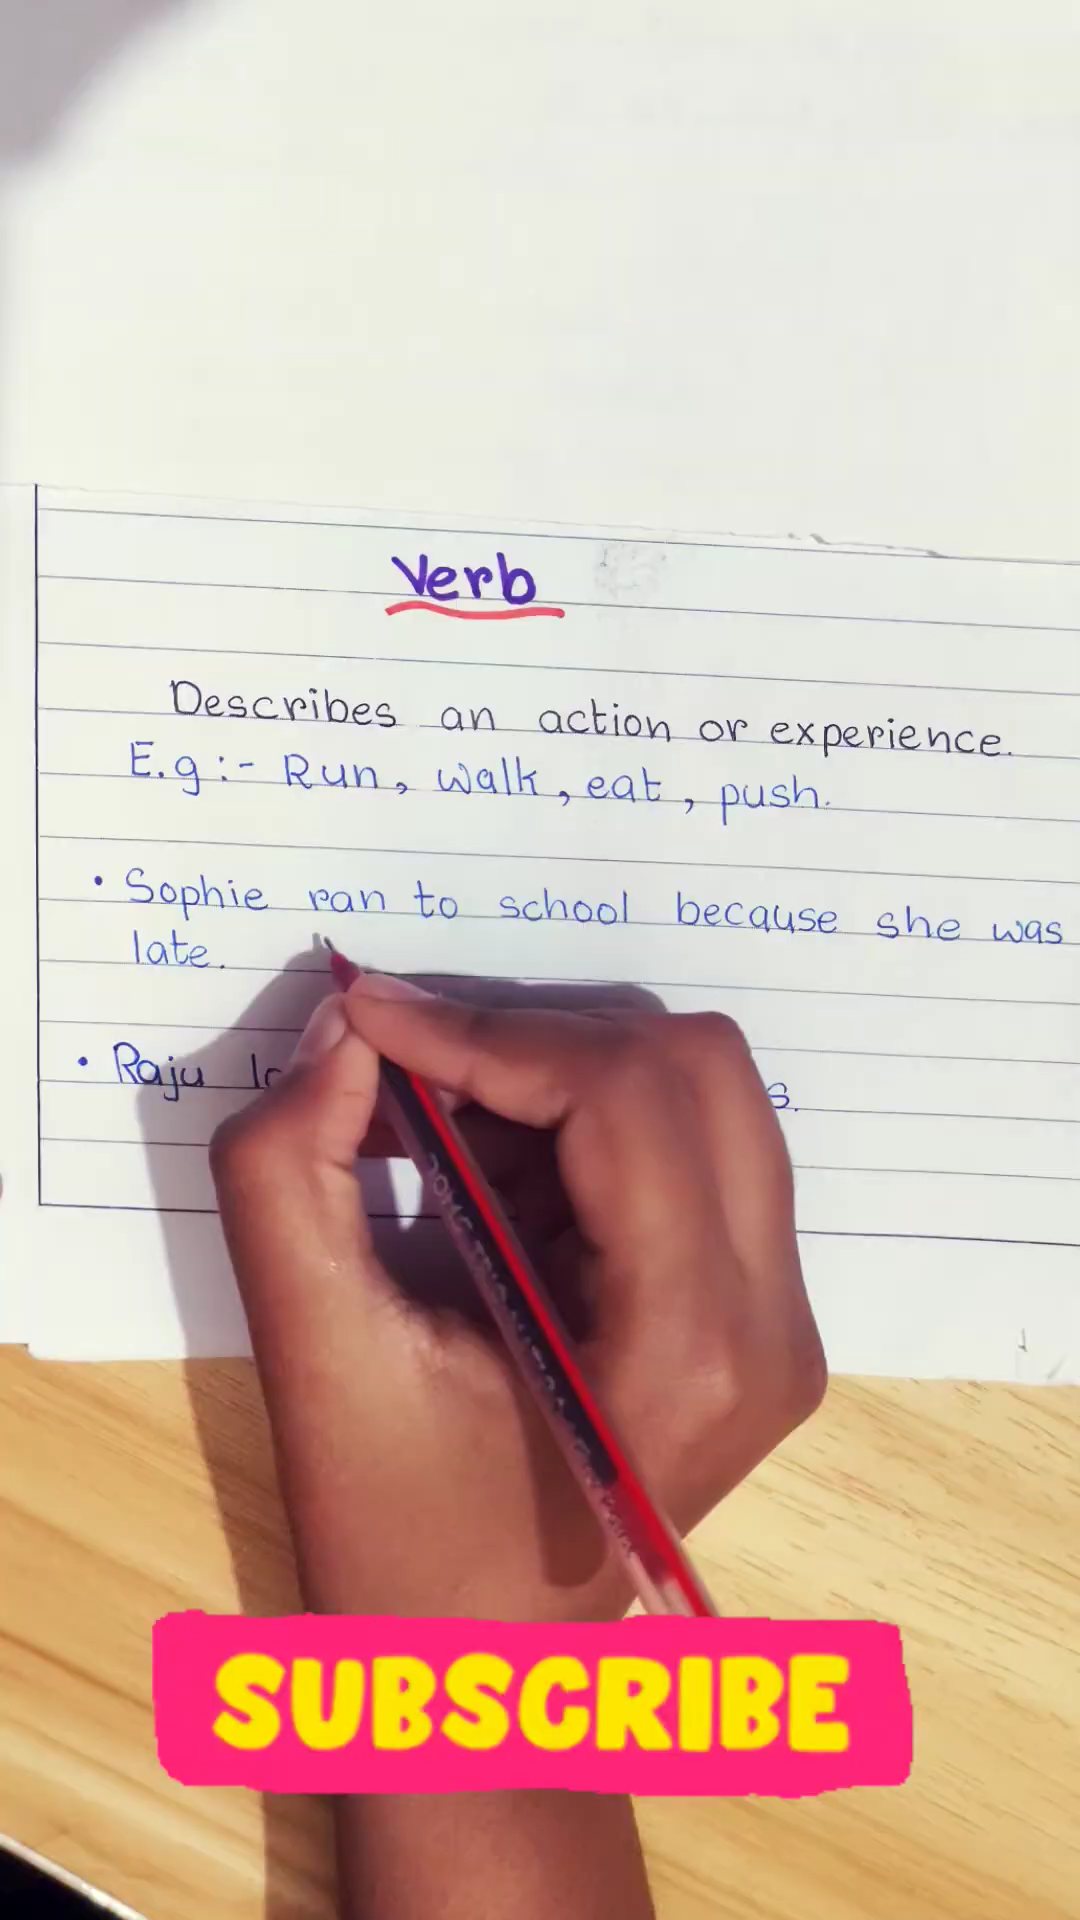 Verb
Describes an action or experience.
E.g :- Run, walk, eat, push.
• Sophie ran to school because she was
late.
• Raju
SUBSCRIBE